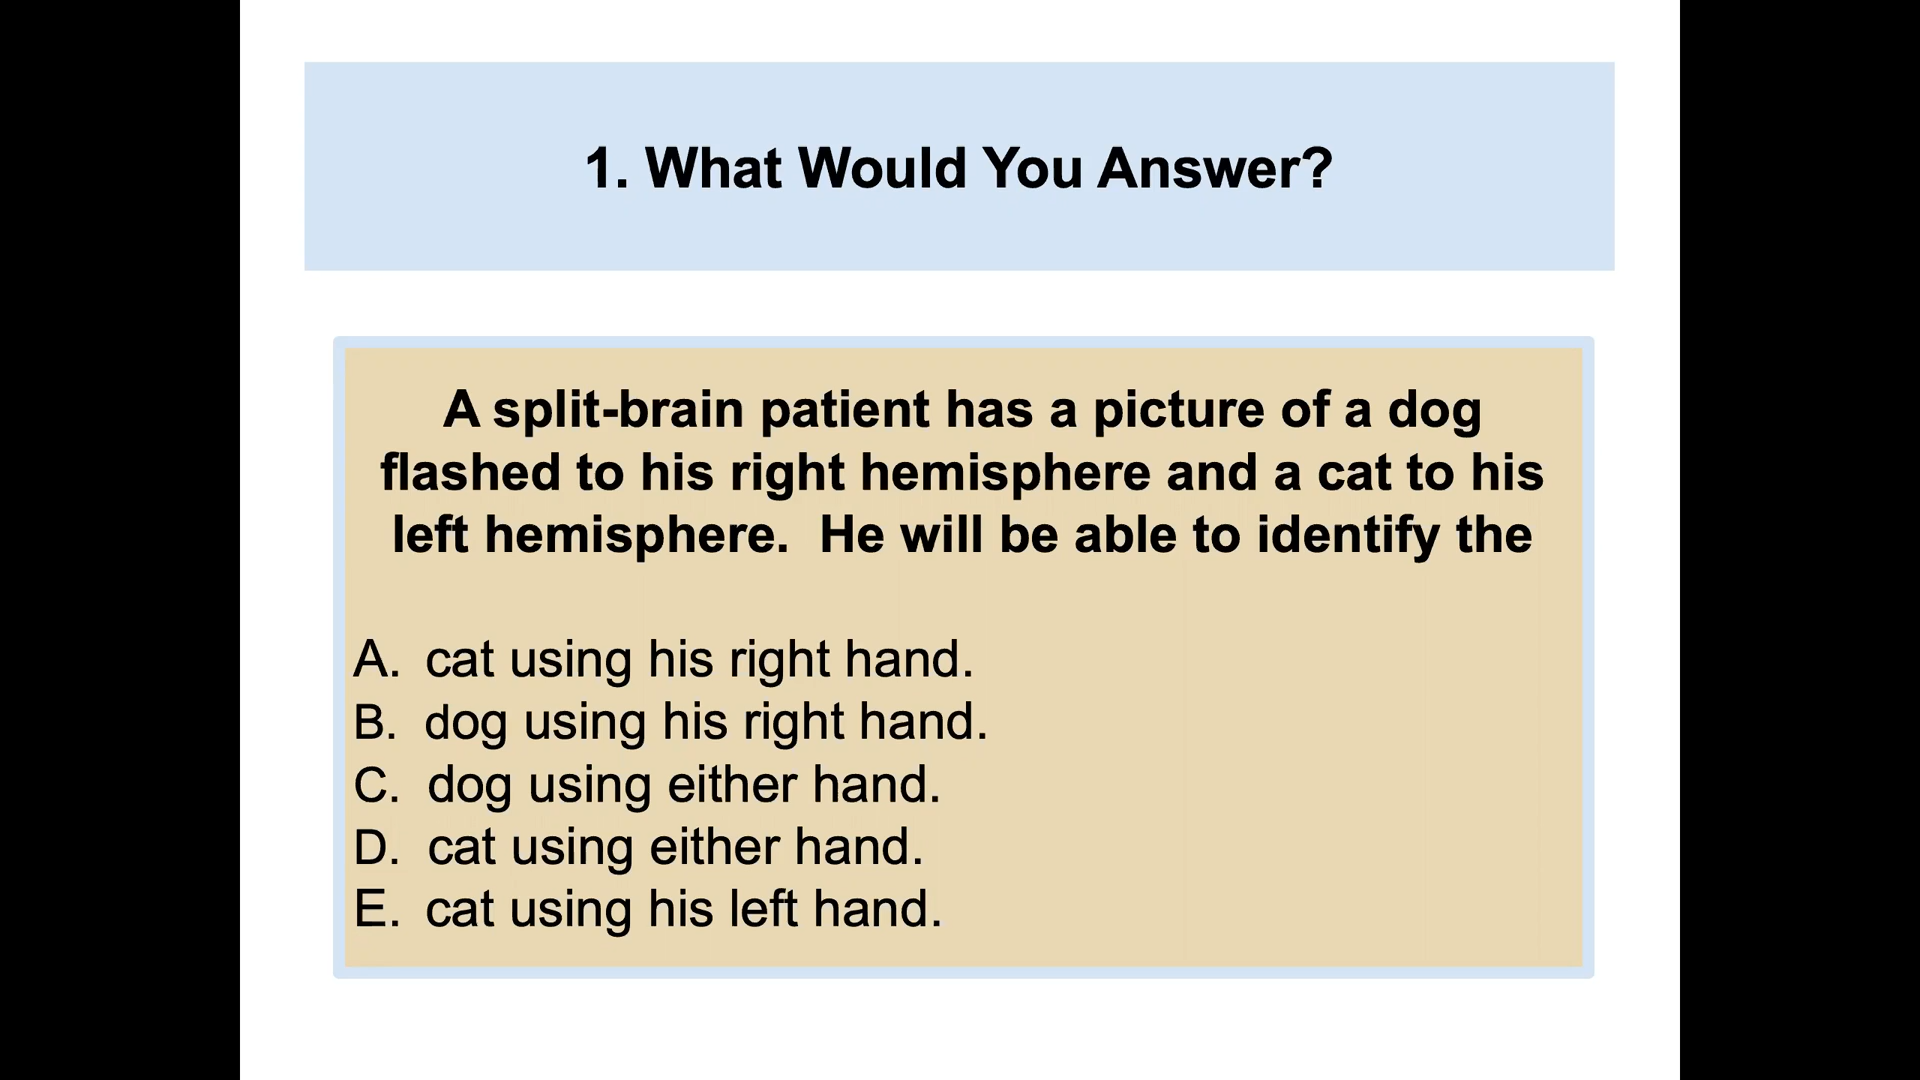 1. What Would You Answer?
A split-brain patient has a picture of a dog
flashed to his right hemisphere and a cat to his
left hemisphere.  He will be able to identify the
A. cat using his right hand.
B. dog using his right hand.
C. dog using either hand.
D. cat using either hand.
E. cat using his left hand.